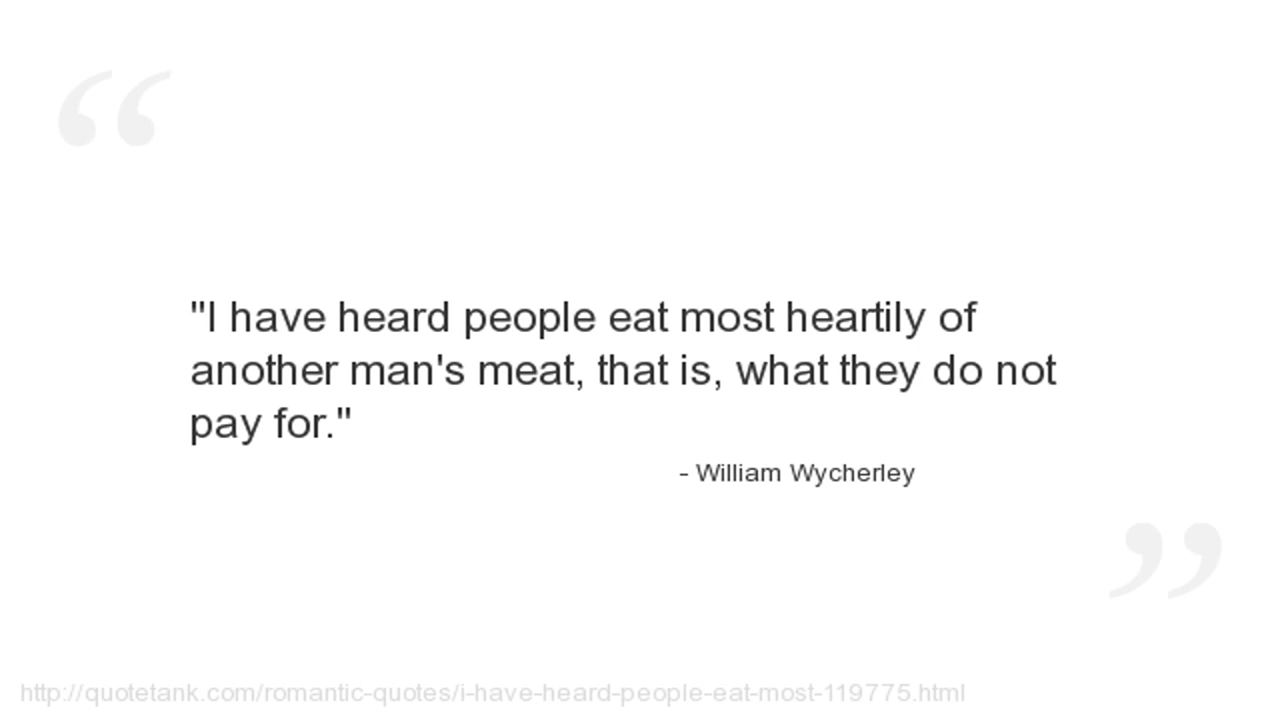 "I have heard people eat most heartily of
another man's meat, that is, what they do not
pay for."
- William Wycherley
http://quotetank.com/romantic-quotes/i-have-heard-people-eat-most-119775.html